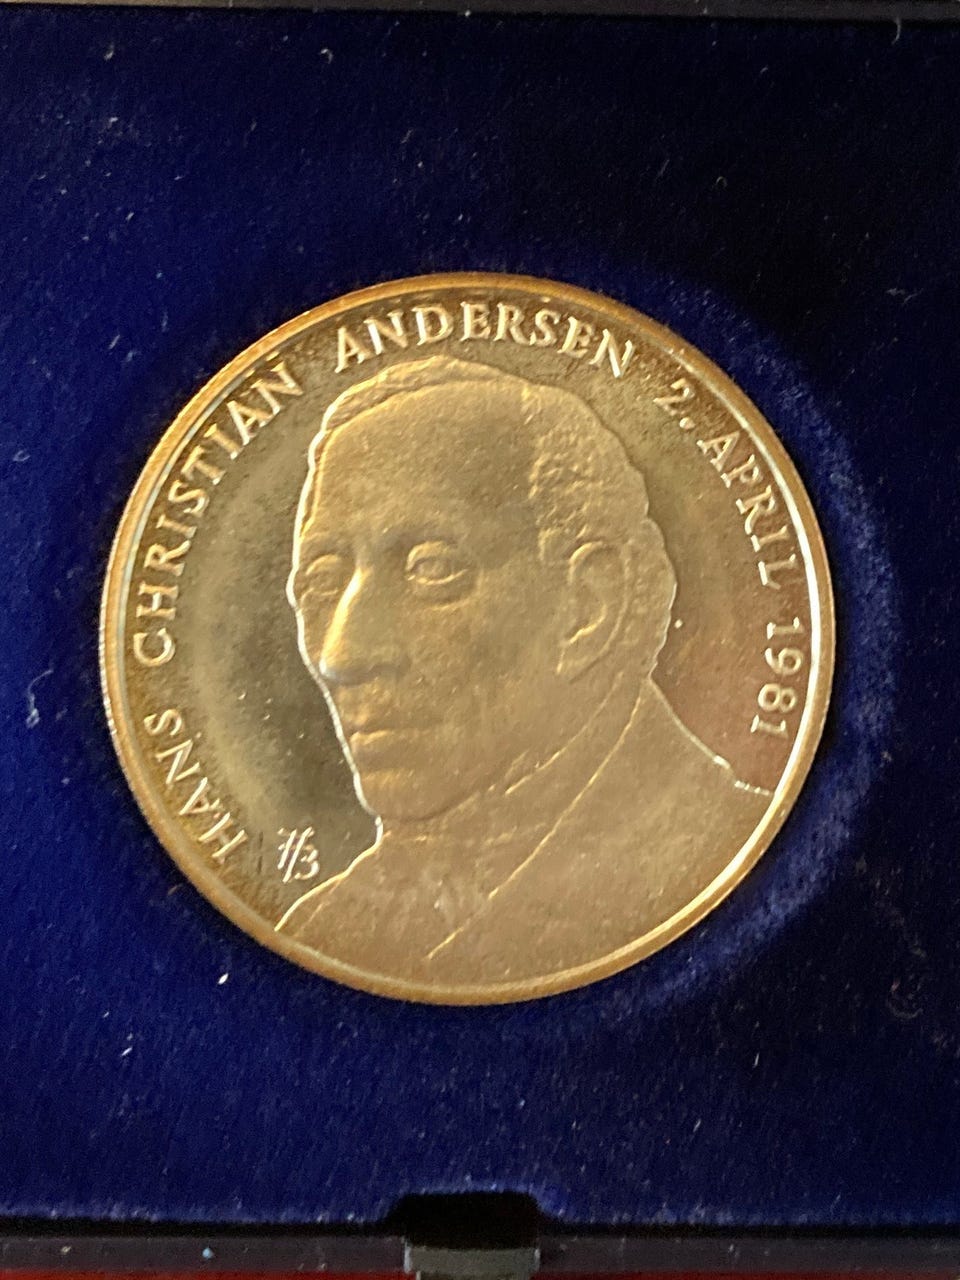 HANS CHRISTIAN ANDERSEN 2. APRIL 1981